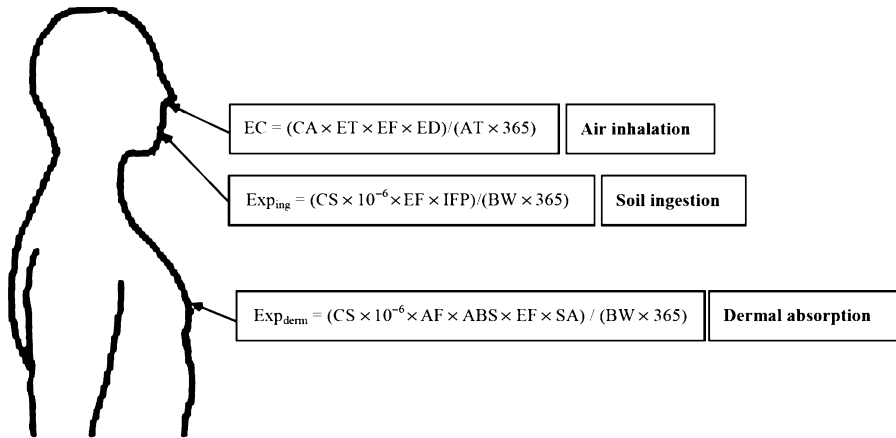 EC = (CA × ET × EF × ED)/(AT × 365) Air inhalation
Exp_ing = (CS × 10⁻⁶ × EF × IFP)/(BW × 365) Soil ingestion
Exp_derm = (CS × 10⁻⁶ × AF × ABS × EF × SA) / (BW × 365) Dermal absorption